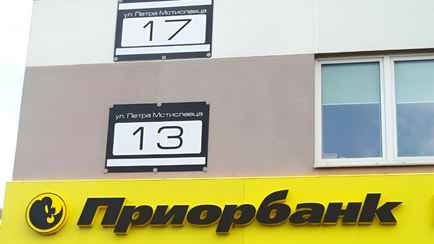 ул. Петра Мстиславца
17
ул. Петра Мстиславца
13
Приорбанк